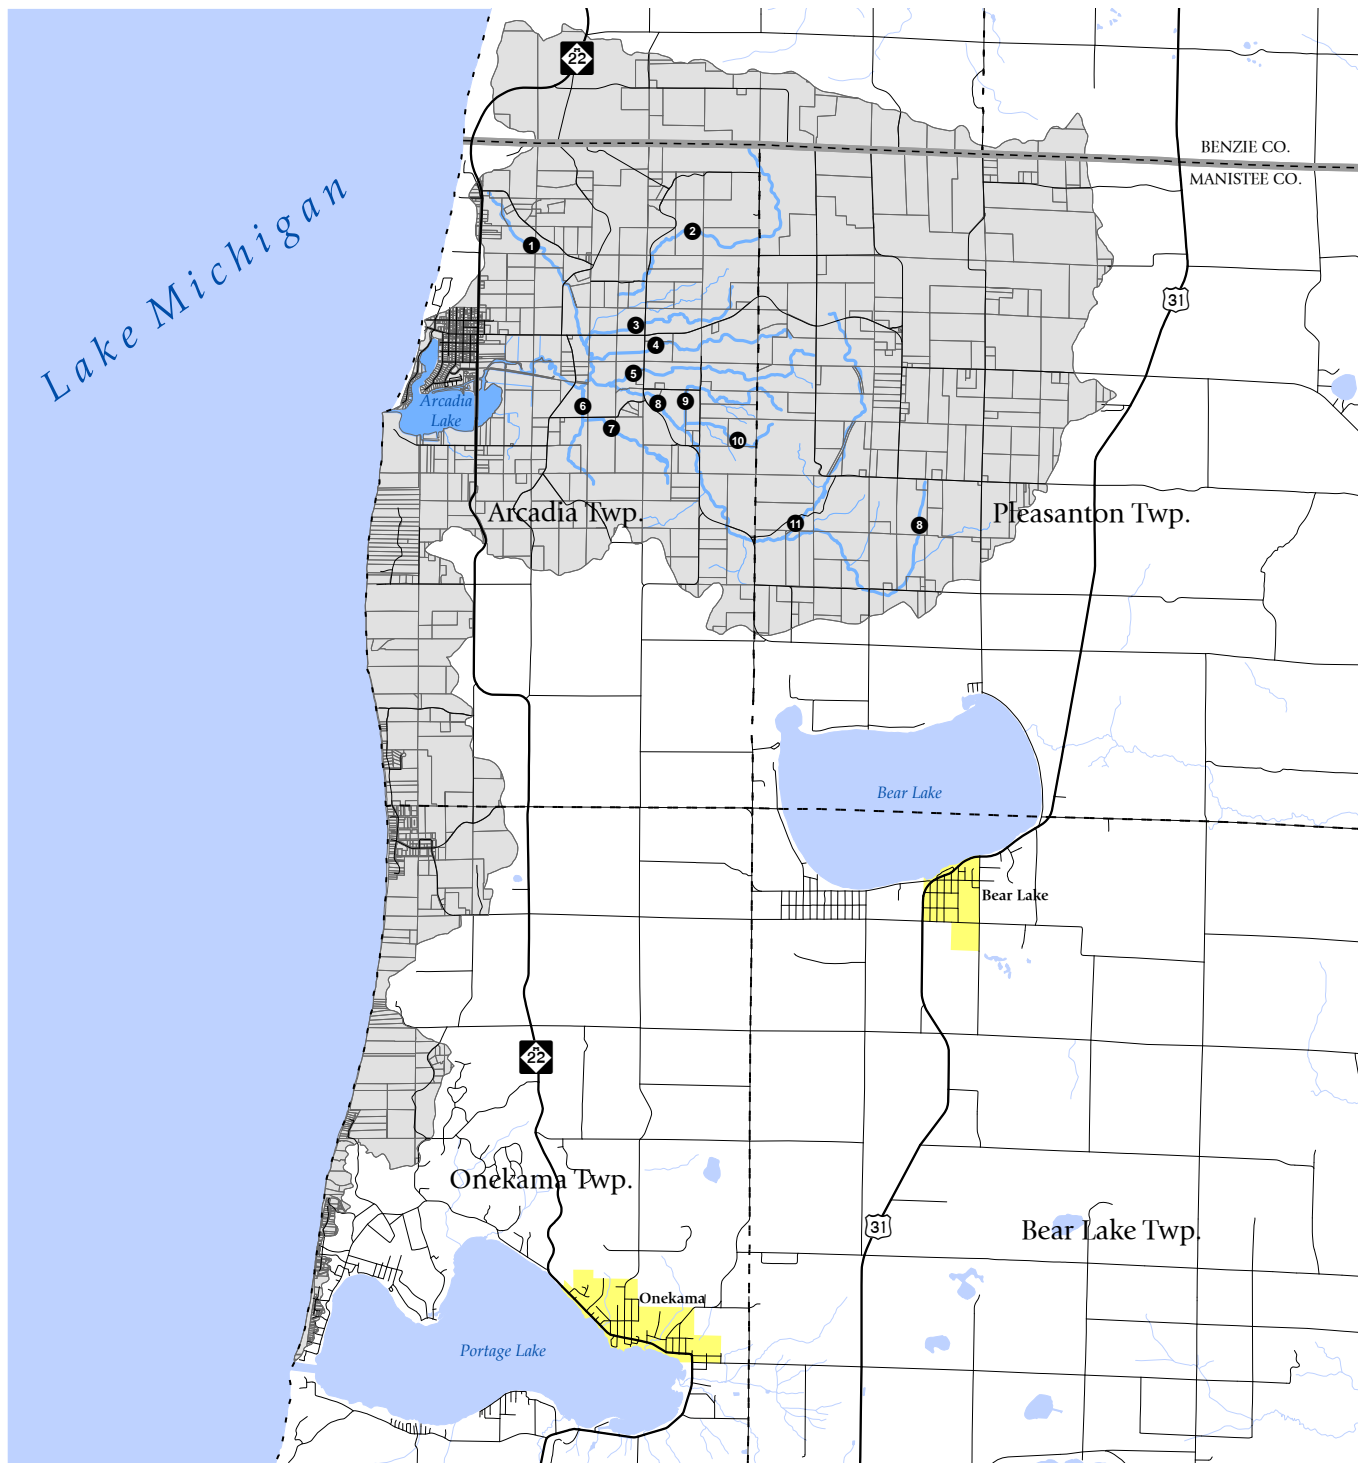 M
22
BENZIE CO.
MANISTEE CO.
Lake Michigan
1
2
31
3
4
5
6
8
9
7
10
Arcadia
Lake
Arcadia Twp.
11
8
Pleasanton Twp.
Bear Lake
Bear Lake
M
22
Onekama Twp.
31
Bear Lake Twp.
Onekama
Portage Lake